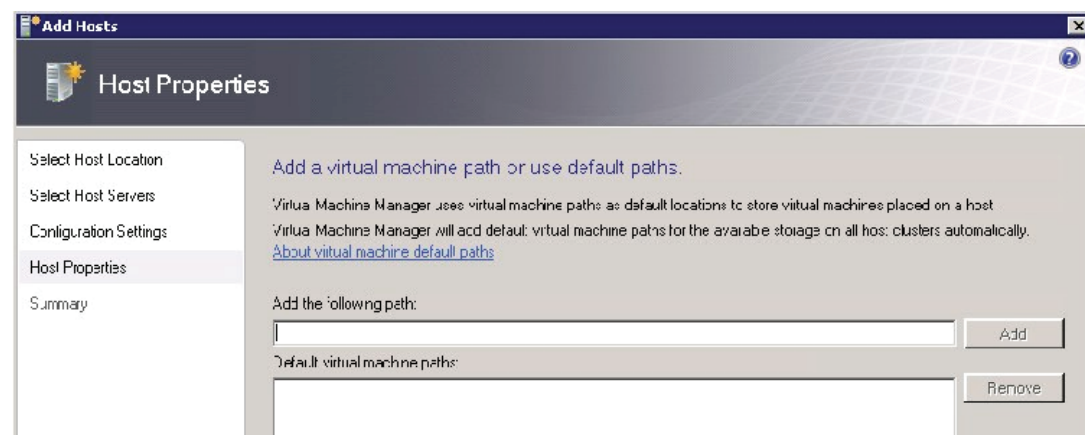 Add Hosts
Host Properties
Select Host Location
Select Host Servers
Configuration Settings
Host Properties
Summary
Add a virtual machine path or use default paths.
Virtual Machine Manager uses virtual machine paths as default locations to store virtual machines placed on a host
Virtual Machine Manager will add default virtual machine paths for the available storage on all host clusters automatically.
About virtual machine default paths
Add the following path:
Add
Default virtual machine paths:
Remove